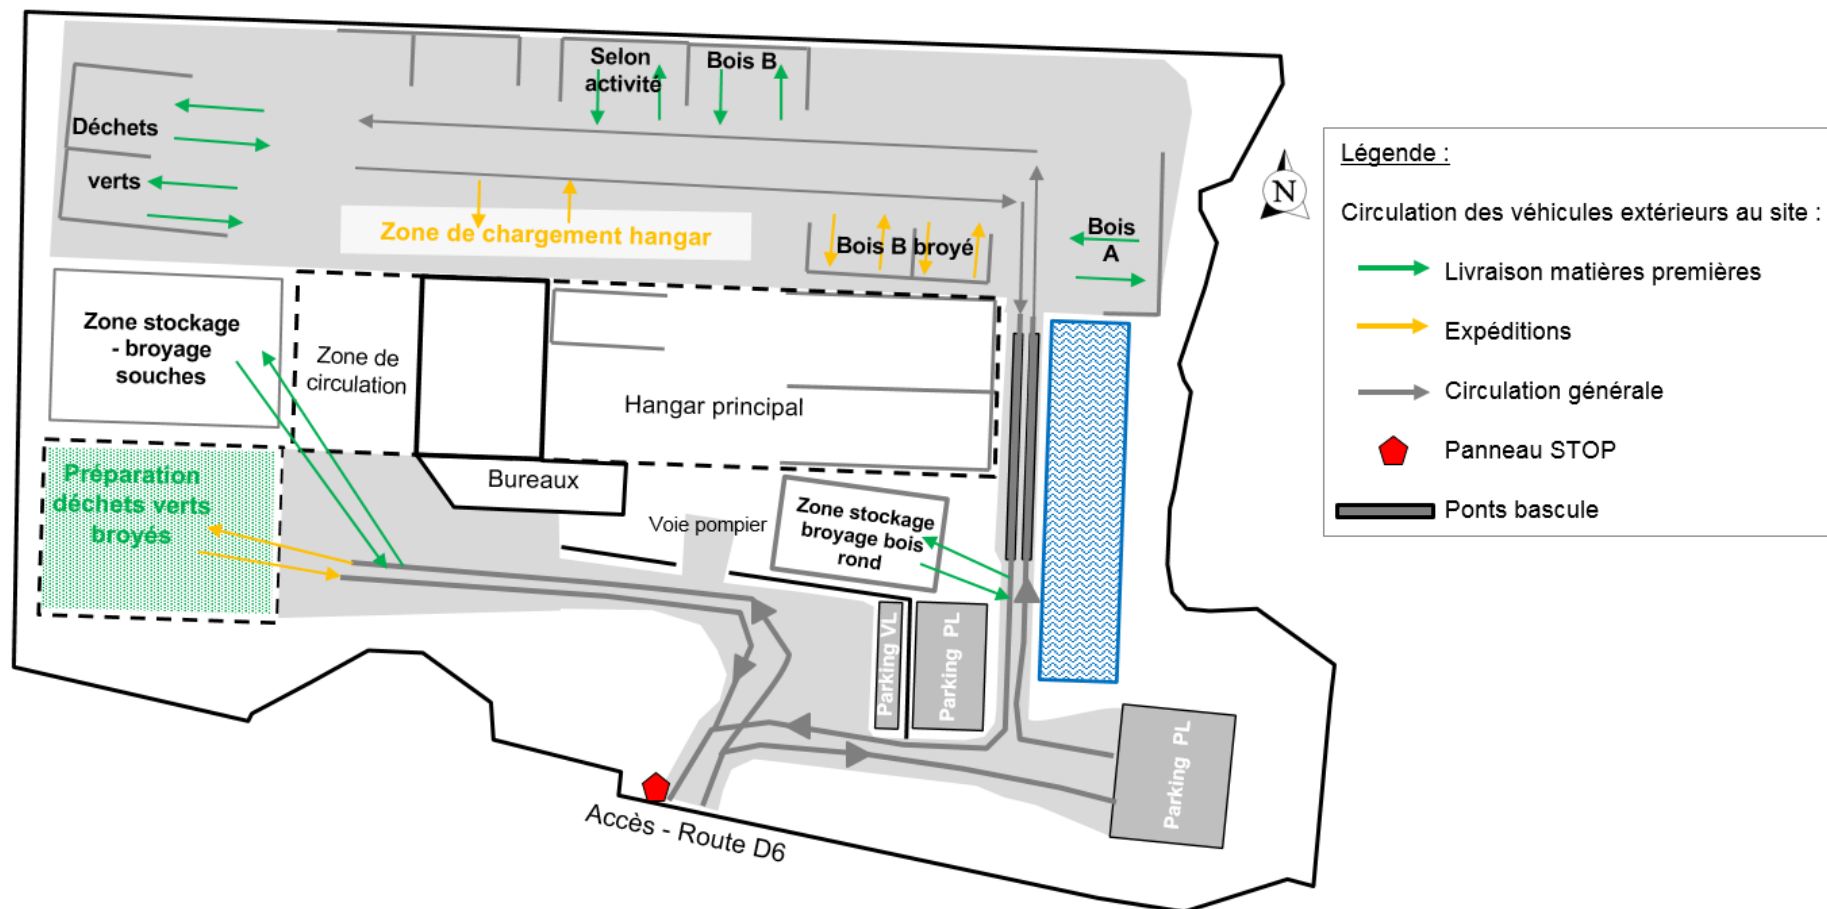 Selon
activité
Bois B
Déchets
verts
Zone de chargement hangar
Bois B broyé
Bois
A
N
Zone stockage
- broyage
souches
Zone de
circulation
Hangar principal
Bureaux
Préparation
déchets verts
broyés
Voie pompier
Zone stockage
broyage bois
rond
Parking VL
Parking PL
Parking PL
Accès - Route D6
Légende :
Circulation des véhicules extérieurs au site :
Livraison matières premières
Expéditions
Circulation générale
Panneau STOP
Ponts bascule